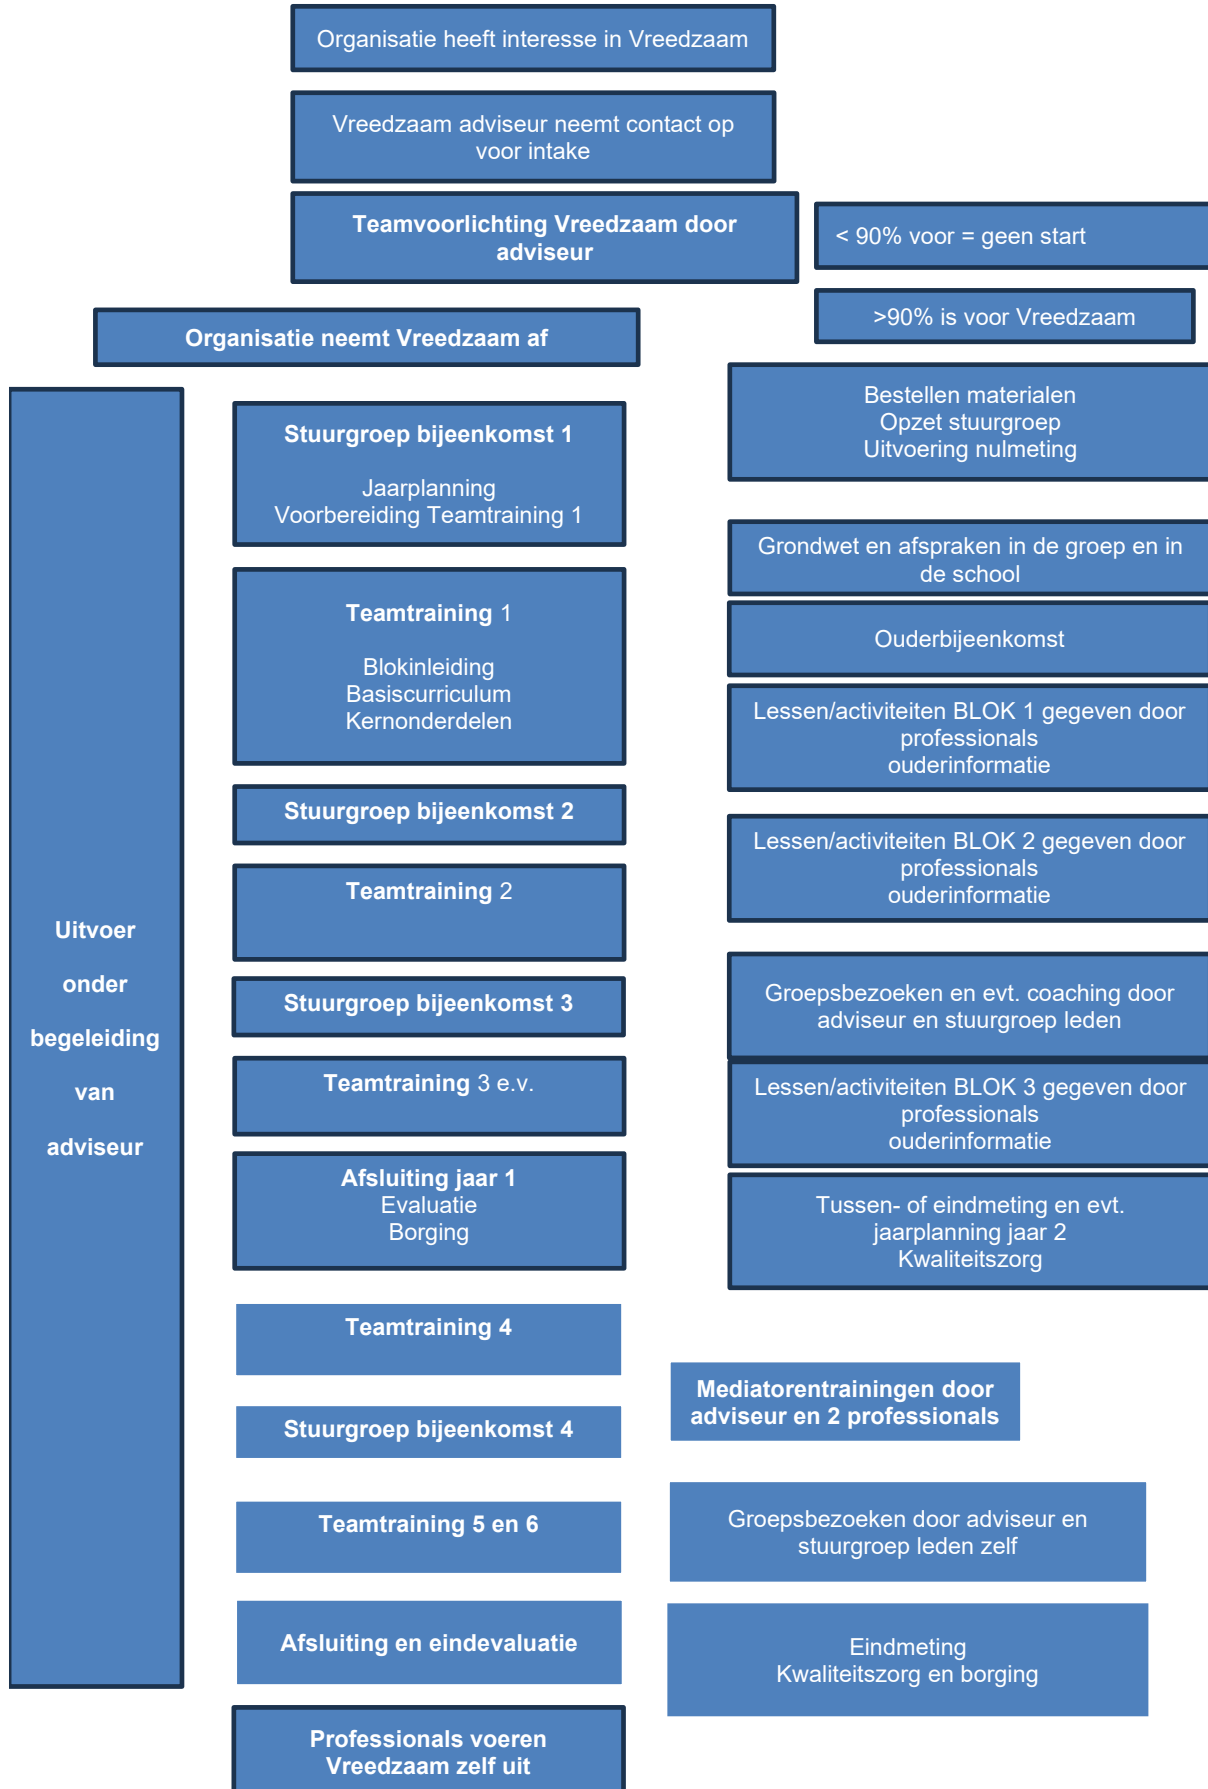 Organisatie heeft interesse in Vreedzaam
Vreedzaam adviseur neemt contact op
voor intake
Teamvoorlichting Vreedzaam door
adviseur
< 90% voor = geen start
>90% is voor Vreedzaam
Organisatie neemt Vreedzaam af
Uitvoer
onder
begeleiding
van
adviseur
Stuurgroep bijeenkomst 1
Jaarplanning
Voorbereiding Teamtraining 1
Teamtraining 1
Blokinleiding
Basiscurriculum
Kernonderdelen
Stuurgroep bijeenkomst 2
Teamtraining 2
Stuurgroep bijeenkomst 3
Teamtraining 3 e.v.
Afsluiting jaar 1
Evaluatie
Borging
Teamtraining 4
Stuurgroep bijeenkomst 4
Teamtraining 5 en 6
Afsluiting en eindevaluatie
Professionals voeren
Vreedzaam zelf uit
Bestellen materialen
Opzet stuurgroep
Uitvoering nulmeting
Grondwet en afspraken in de groep en in
de school
Ouderbijeenkomst
Lessen/activiteiten BLOK 1 gegeven door
professionals
ouderinformatie
Lessen/activiteiten BLOK 2 gegeven door
professionals
ouderinformatie
Groepsbezoeken en evt. coaching door
adviseur en stuurgroep leden
Lessen/activiteiten BLOK 3 gegeven door
professionals
ouderinformatie
Tussen- of eindmeting en evt.
jaarplanning jaar 2
Kwaliteitszorg
Mediatorentrainingen door
adviseur en 2 professionals
Groepsbezoeken door adviseur en
stuurgroep leden zelf
Eindmeting
Kwaliteitszorg en borging